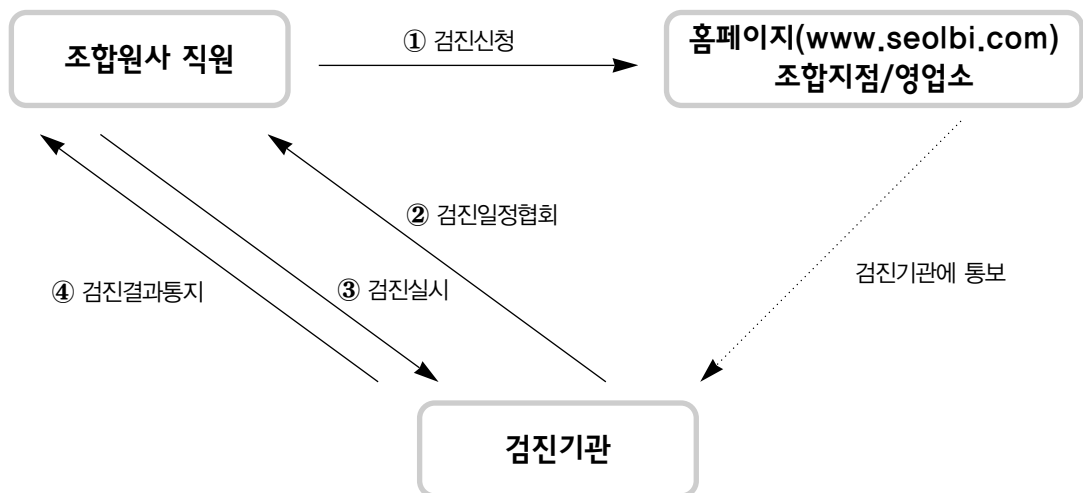 조합원사 직원
① 검진신청
홈페이지(www.seolbi.com)
조합지점/영업소
② 검진일정협회
④ 검진결과통지
③ 검진실시
검진기관에 통보
검진기관